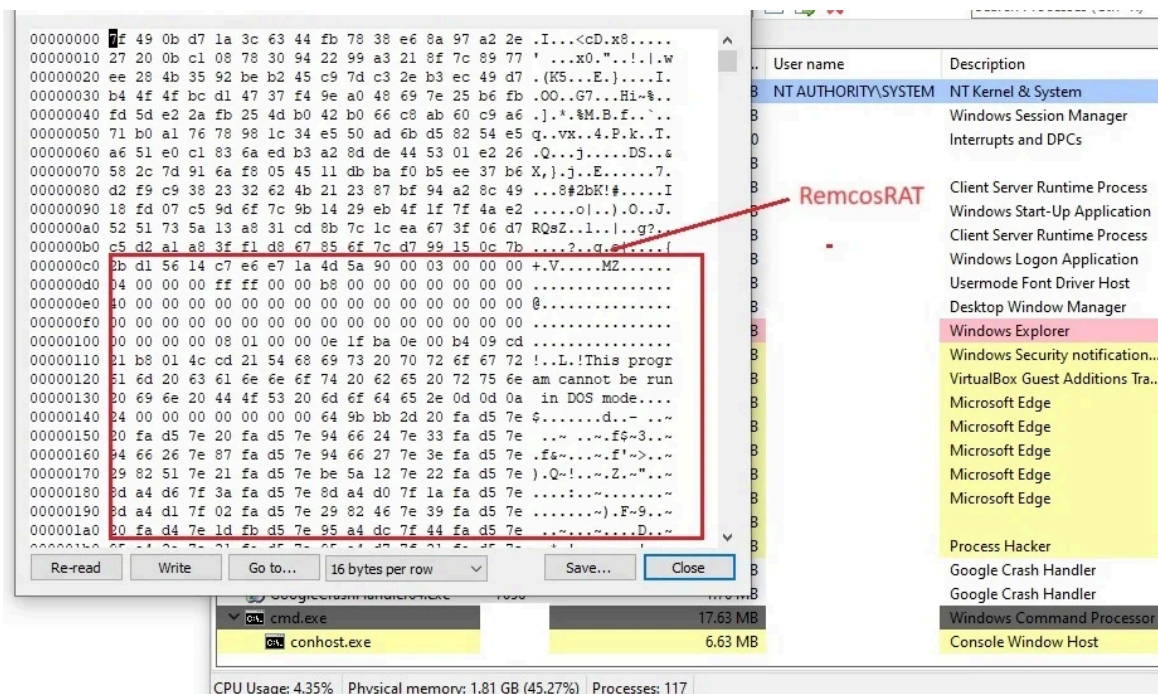 00000000 7f 49 0b d7 1a 3c 63 44 fb 78 38 e6 8a 97 a2 2e .I...<cD.x8.....
00000010 27 20 0b c1 08 78 30 94 22 99 a3 21 8f 7c 89 77 ' ...x0."..!.|.w
00000020 ee 28 4b 35 92 be b2 45 c9 7d c3 2e b3 ec 49 d7 .(K5...E.}....I.
00000030 b4 4f 4f bc d1 47 37 f4 9e a0 48 69 7e 25 b6 fb .OO..G7...Hi~%..
00000040 fd 5d e2 2a fb 25 4d b0 42 b0 66 c8 ab 60 c9 a6 .].*.%M.B.f..`..
00000050 71 b0 a1 76 78 98 1c 34 e5 50 ad 6b d5 82 54 e5 q..vx..4.P.k..T.
00000060 a6 51 e0 c1 83 6a ed b3 a2 8d de 44 53 01 e2 26 .Q...j.....DS..&
00000070 58 2c 7d 91 6a f8 05 45 11 db ba f0 b5 ee 37 b6 X,}.j..E......7.
00000080 d2 f9 c9 38 23 32 62 4b 21 23 87 bf 94 a2 8c 49 ...8#2bK!#.....I
00000090 18 fd 07 c5 9d 6f 7c 9b 14 29 eb 4f 1f 7f 4a e2 .....o|..).O..J.
000000a0 52 51 73 5a 13 a8 31 cd 8b 7c 1c ea 67 3f 06 d7 RQsZ..1..|..g?..
000000b0 c5 d2 a1 a8 3f f1 d8 67 85 6f 7c d7 99 15 0c 7b ....?..g.o|....{
000000c0 2b d1 56 14 c7 e6 e7 1a 4d 5a 90 00 03 00 00 00 +.V.....MZ......
000000d0 04 00 00 00 ff ff 00 00 b8 00 00 00 00 00 00 00 ................
000000e0 40 00 00 00 00 00 00 00 00 00 00 00 00 00 00 00 @...............
000000f0 00 00 00 00 00 00 00 00 00 00 00 00 00 00 00 00 ................
00000100 00 00 00 00 08 01 00 00 0e 1f ba 0e 00 b4 09 cd ................
00000110 21 b8 01 4c cd 21 54 68 69 73 20 70 72 6f 67 72 !..L.!This progr
00000120 61 6d 20 63 61 6e 6e 6f 74 20 62 65 20 72 75 6e am cannot be run
00000130 20 69 6e 20 44 4f 53 20 6d 6f 64 65 2e 0d 0d 0a in DOS mode....
00000140 24 00 00 00 00 00 00 00 64 9b bb 2d 20 fa d5 7e $.......d..- ..~
00000150 20 fa d5 7e 20 fa d5 7e 94 66 24 7e 33 fa d5 7e ..~ ..~.f$~3..~
00000160 94 66 26 7e 87 fa d5 7e 94 66 27 7e 3e fa d5 7e .f&~...~.f'~>..~
00000170 29 82 51 7e 21 fa d5 7e be 5a 12 7e 22 fa d5 7e ).Q~!..~.Z.~"..~
00000180 8d a4 d6 7f 3a fa d5 7e 8d a4 d0 7f 1a fa d5 7e ....:..~.......~
00000190 8d a4 d1 7f 02 fa d5 7e 29 82 46 7e 39 fa d5 7e .......~).F~9..~
000001a0 20 fa d4 7e 1d fb d5 7e 95 a4 dc 7f 44 fa d5 7e ..~...~....D..~
Re-read Write Go to... 16 bytes per row Save... Close
RemcosRAT
User name Description
NT AUTHORITY\SYSTEM NT Kernel & System
Windows Session Manager
Interrupts and DPCs
Client Server Runtime Process
Windows Start-Up Application
Client Server Runtime Process
Windows Logon Application
Usermode Font Driver Host
Desktop Window Manager
Windows Explorer
Windows Security notification...
VirtualBox Guest Additions Tra...
Microsoft Edge
Microsoft Edge
Microsoft Edge
Microsoft Edge
Microsoft Edge
Process Hacker
Google Crash Handler
Google Crash Handler
cmd.exe 17.63 MB Windows Command Processor
conhost.exe 6.63 MB Console Window Host
CPU Usage: 4.35% Physical memory: 1.81 GB (45.27%) Processes: 117